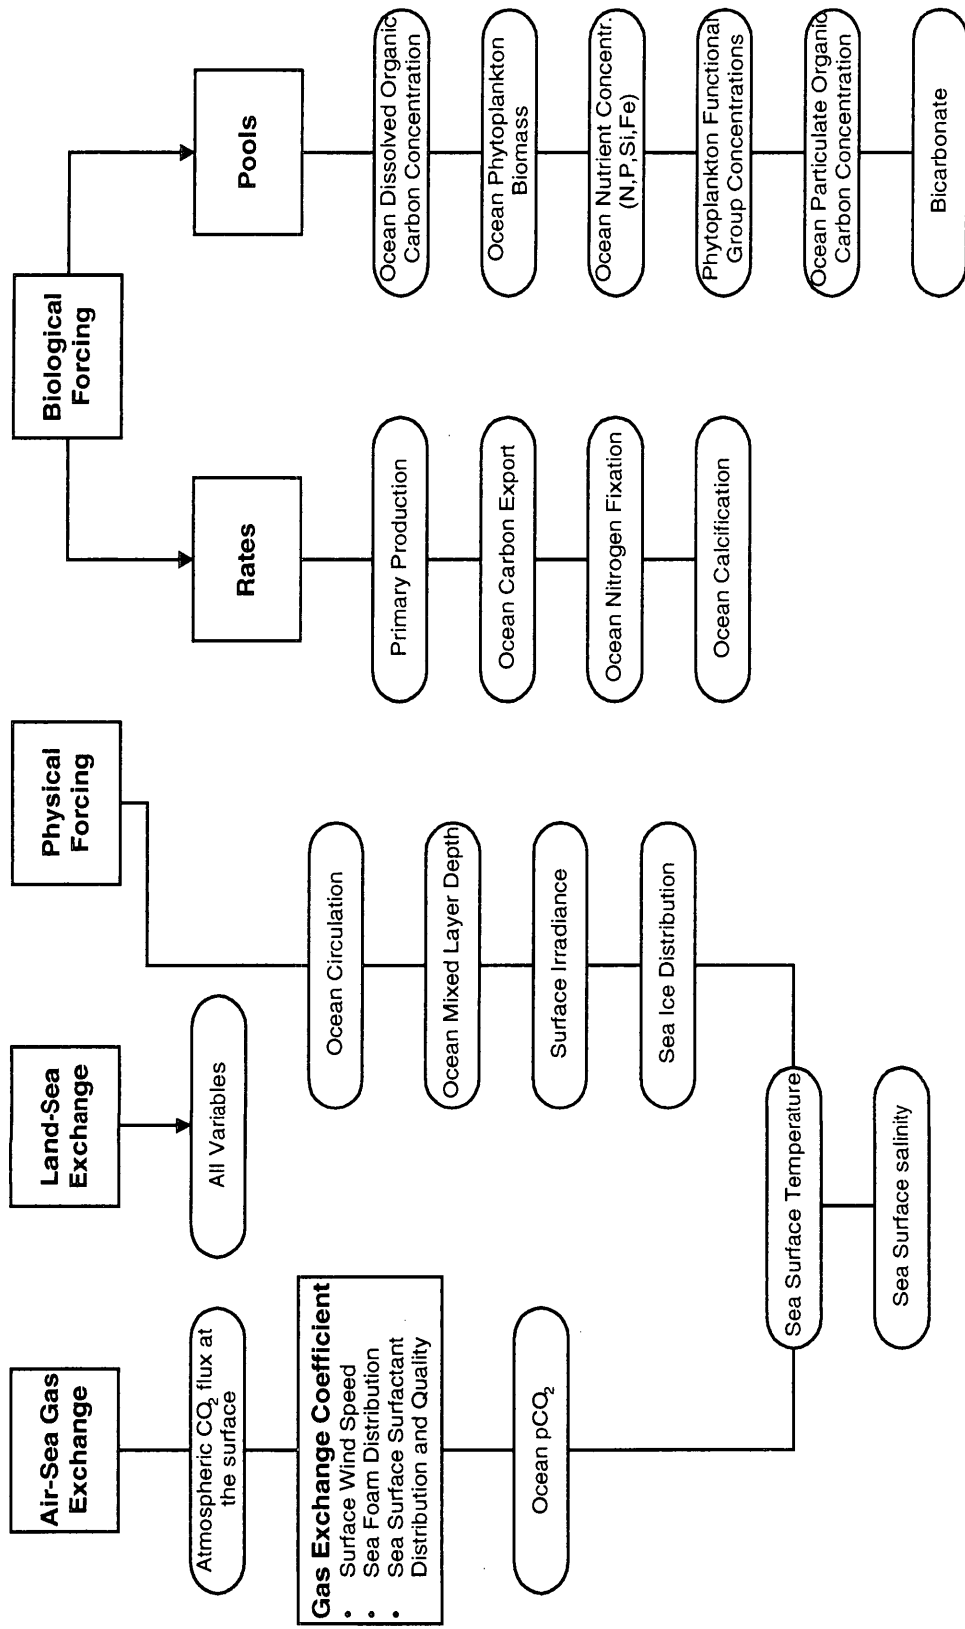 Air-Sea Gas
Exchange
Atmospheric CO₂ flux at
the surface
Gas Exchange Coefficient
• Surface Wind Speed
• Sea Foam Distribution
• Sea Surface Surfactant
Distribution and Quality
Ocean pCO₂
Land-Sea
Exchange
All Variables
Physical
Forcing
Ocean Circulation
Ocean Mixed Layer Depth
Surface Irradiance
Sea Ice Distribution
Sea Surface Temperature
Sea Surface salinity
Biological
Forcing
Rates
Primary Production
Ocean Carbon Export
Ocean Nitrogen Fixation
Ocean Calcification
Pools
Ocean Dissolved Organic
Carbon Concentration
Ocean Phytoplankton
Biomass
Ocean Nutrient Concentr.
(N,P,Si,Fe)
Phytoplankton Functional
Group Concentrations
Ocean Particulate Organic
Carbon Concentration
Bicarbonate